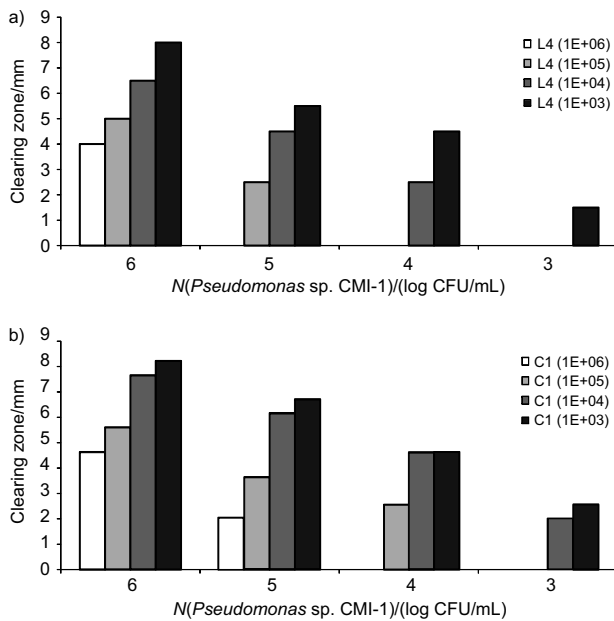 a)
9
8
7
6
5
4
3
2
1
0
Clearing zone/mm
L4 (1E+06)
L4 (1E+05)
L4 (1E+04)
L4 (1E+03)
6 5 4 3
N(Pseudomonas sp. CMI-1)/(log CFU/mL)
b)
9
8
7
6
5
4
3
2
1
0
Clearing zone/mm
C1 (1E+06)
C1 (1E+05)
C1 (1E+04)
C1 (1E+03)
6 5 4 3
N(Pseudomonas sp. CMI-1)/(log CFU/mL)